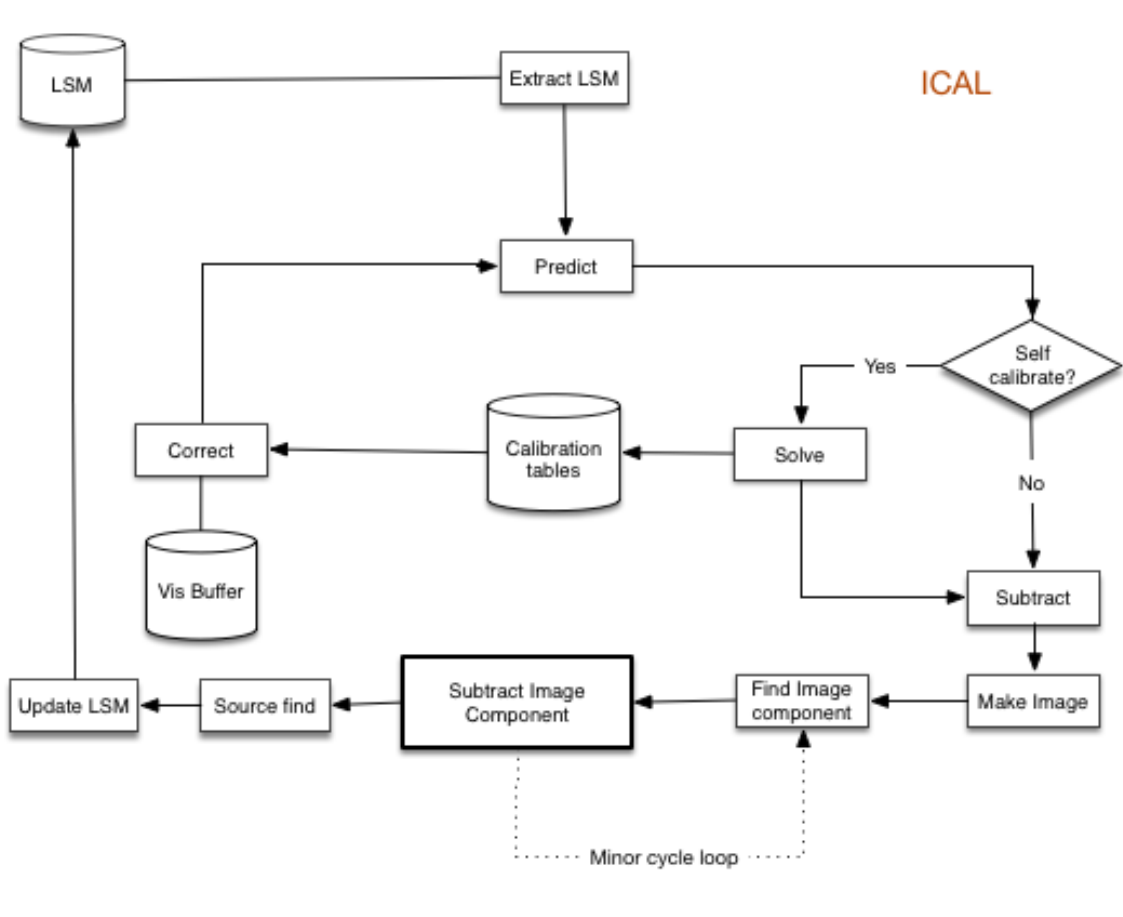 LSM
Extract LSM
ICAL
Predict
Self
calibrate?
Yes
Correct
Calibration
tables
Solve
No
Vis Buffer
Subtract
Update LSM
Source find
Subtract Image
Component
Find Image
component
Make Image
Minor cycle loop